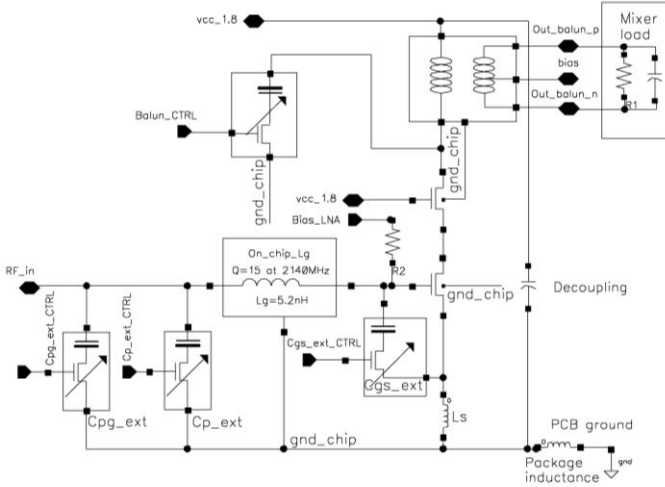 vcc_1.8
Out_balun_p
Mixer
load
bias
Out_balun_n
R1
Balun_CTRL
gnd_chip
gnd_chip
vcc_1.8
Bias_LNA
R2
On_chip_Lg
Q=15 at 2140MHz
Lg=5.2nH
RF_in
gnd_chip
Decoupling
Cpg_ext_CTRL
Cp_ext_CTRL
Cgs_ext_CTRL
Cgs_ext
Cpg_ext
Cp_ext
Ls
gnd_chip
PCB ground
gnd
Package
inductance